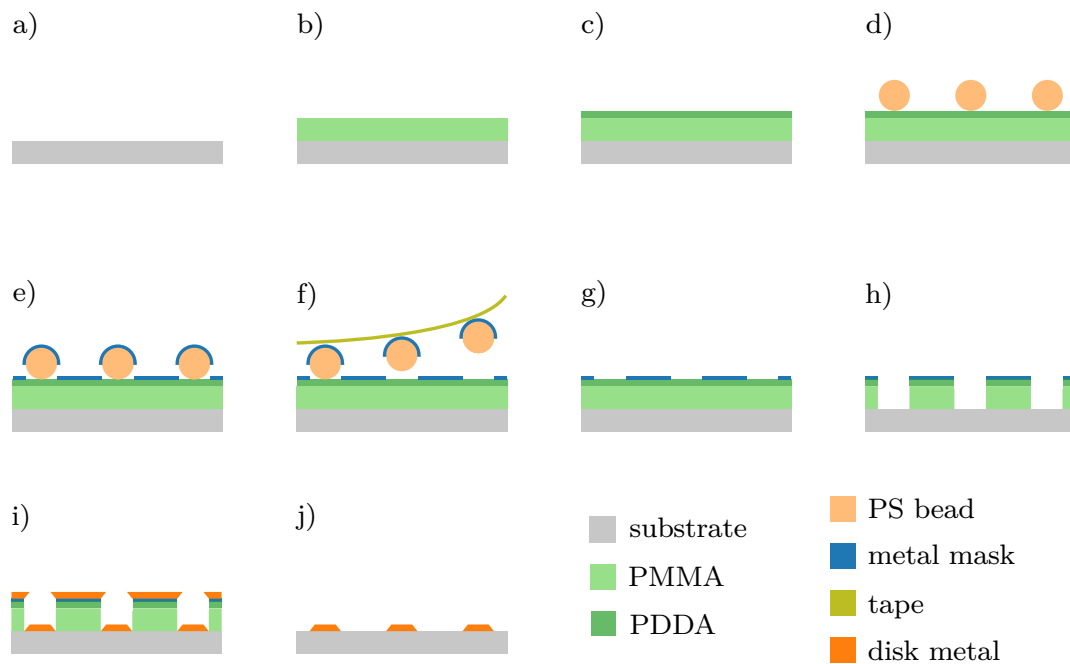 a)
b)
c)
d)
e)
f)
g)
h)
i)
j)
substrate
PMMA
PDDA
PS bead
metal mask
tape
disk metal